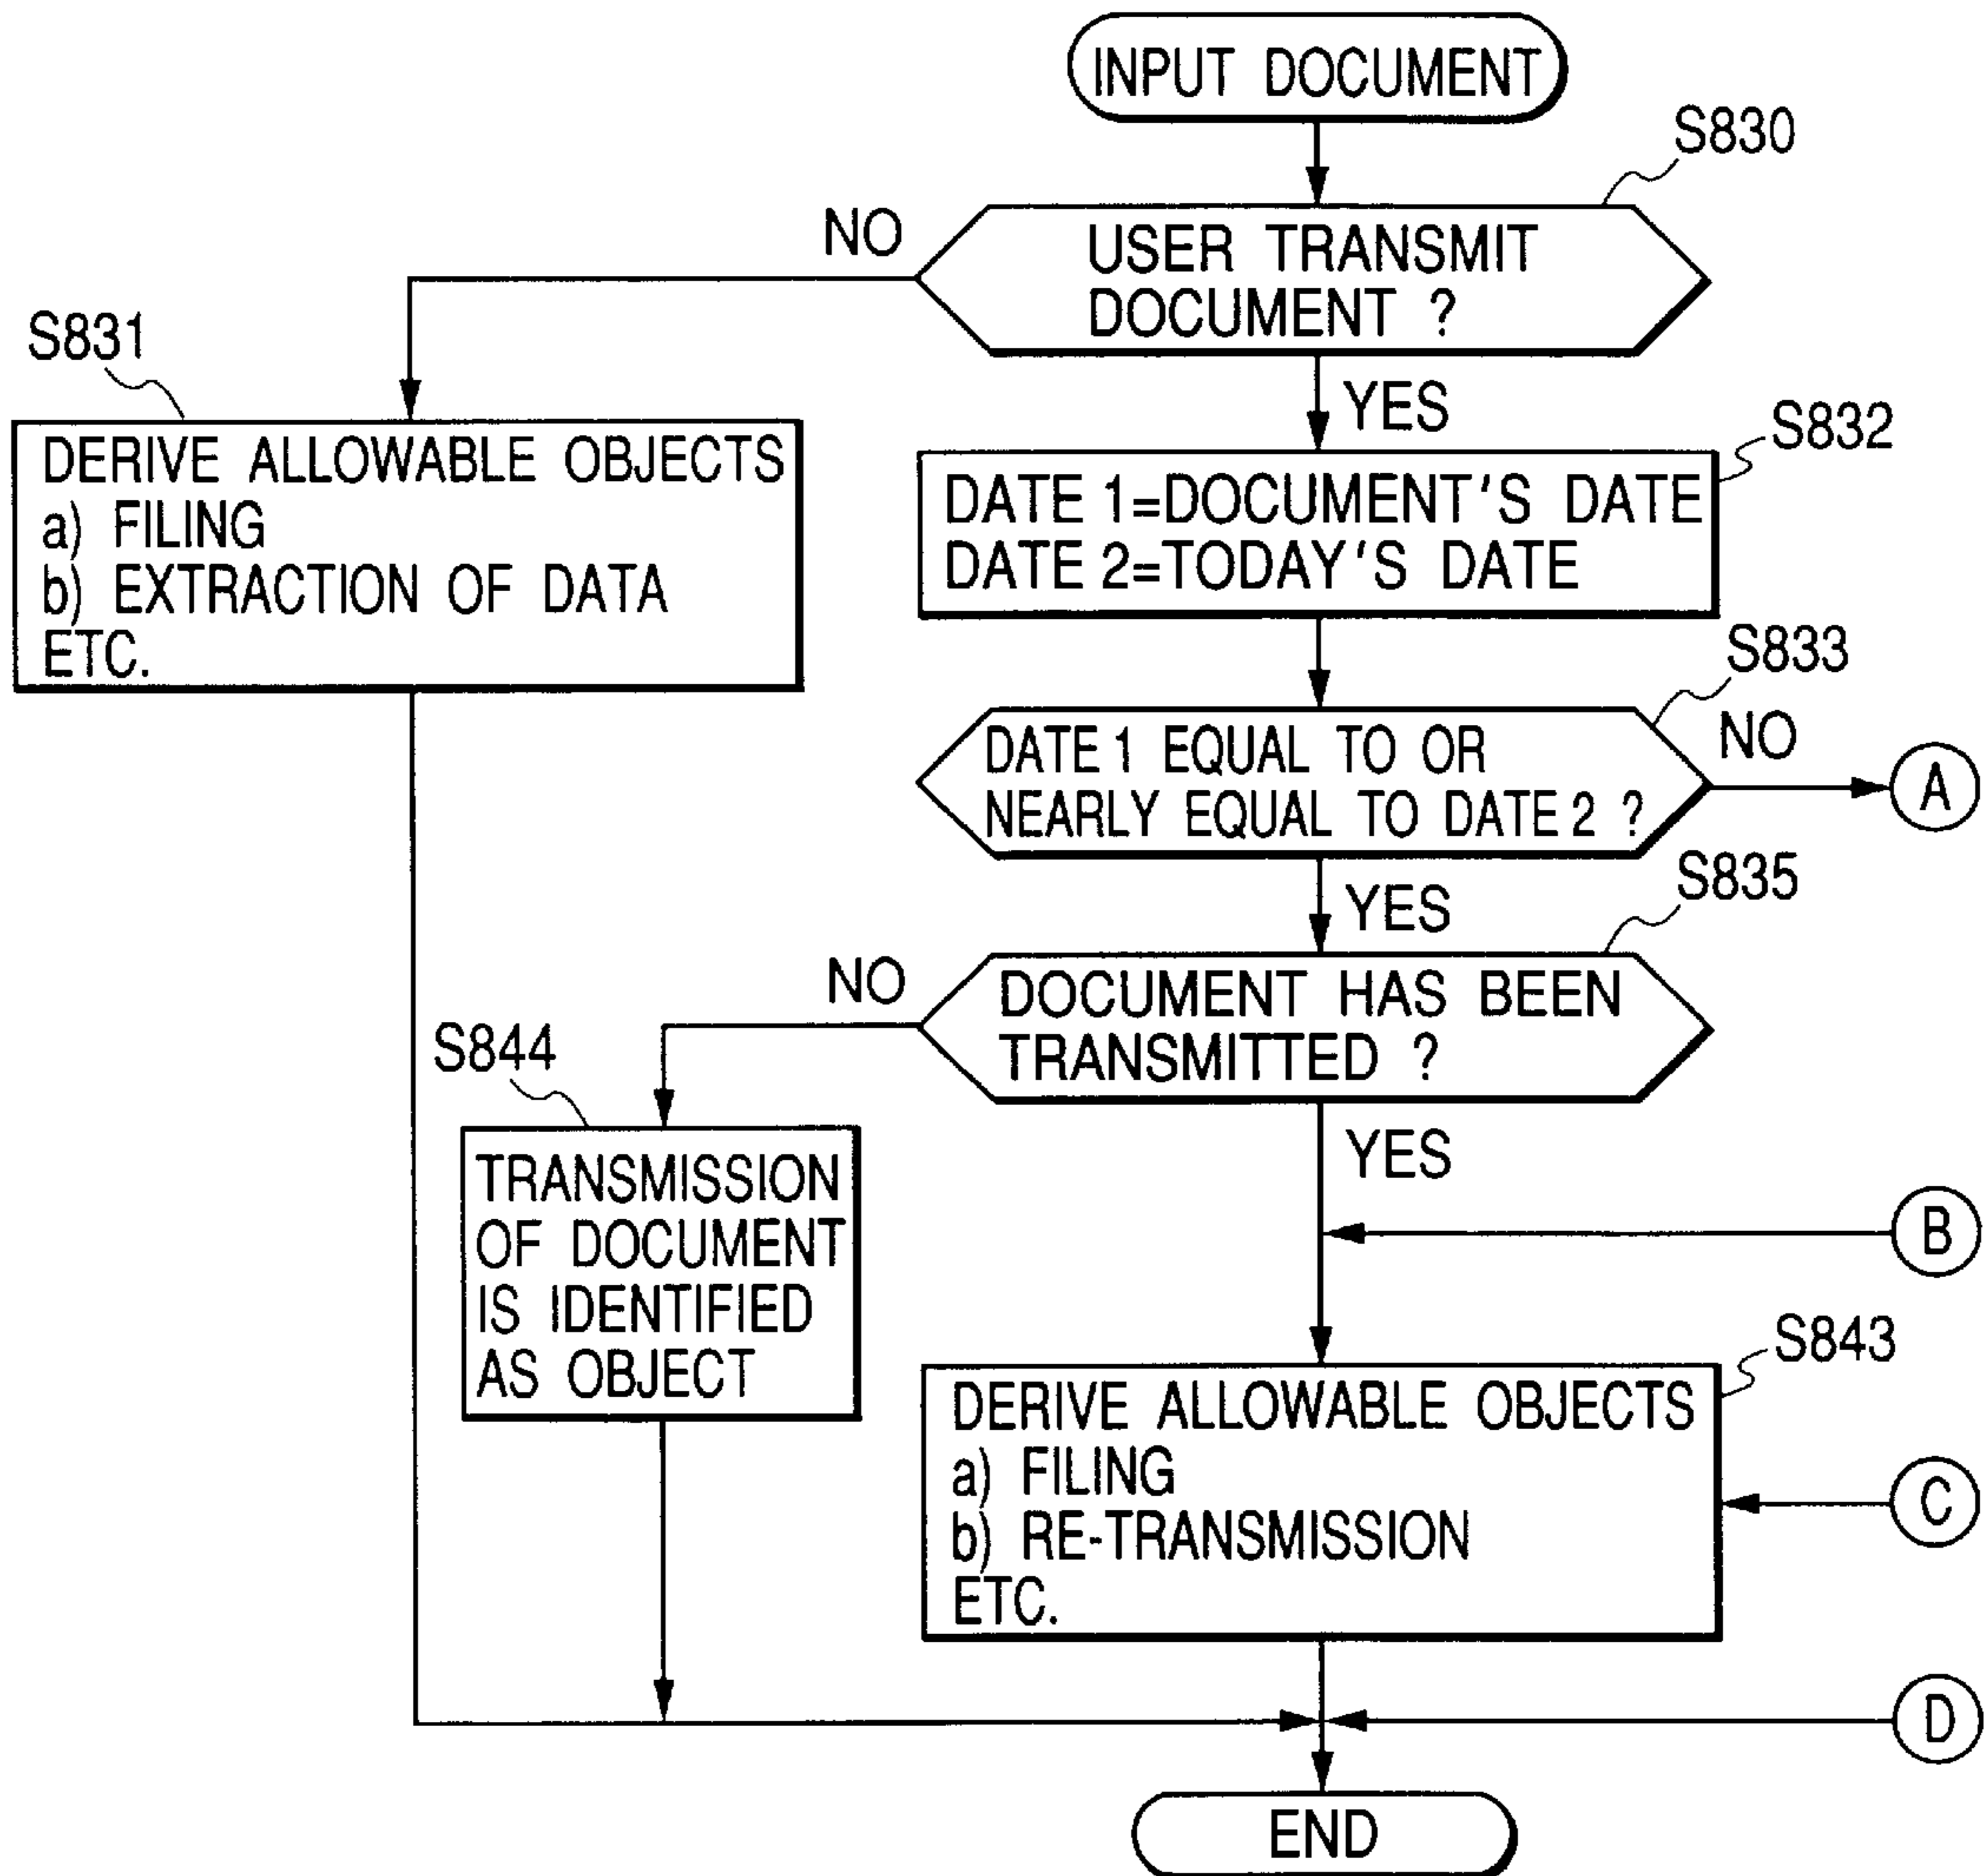 INPUT DOCUMENT
S830
USER TRANSMIT
DOCUMENT ?
NO
YES
S831
DERIVE ALLOWABLE OBJECTS
a) FILING
b) EXTRACTION OF DATA
ETC.
S832
DATE 1=DOCUMENT'S DATE
DATE 2=TODAY'S DATE
S833
DATE 1 EQUAL TO OR
NEARLY EQUAL TO DATE 2 ?
NO
A
YES
S835
DOCUMENT HAS BEEN
TRANSMITTED ?
NO
YES
S844
TRANSMISSION
OF DOCUMENT
IS IDENTIFIED
AS OBJECT
B
S843
DERIVE ALLOWABLE OBJECTS
a) FILING
b) RE-TRANSMISSION
ETC.
C
D
END